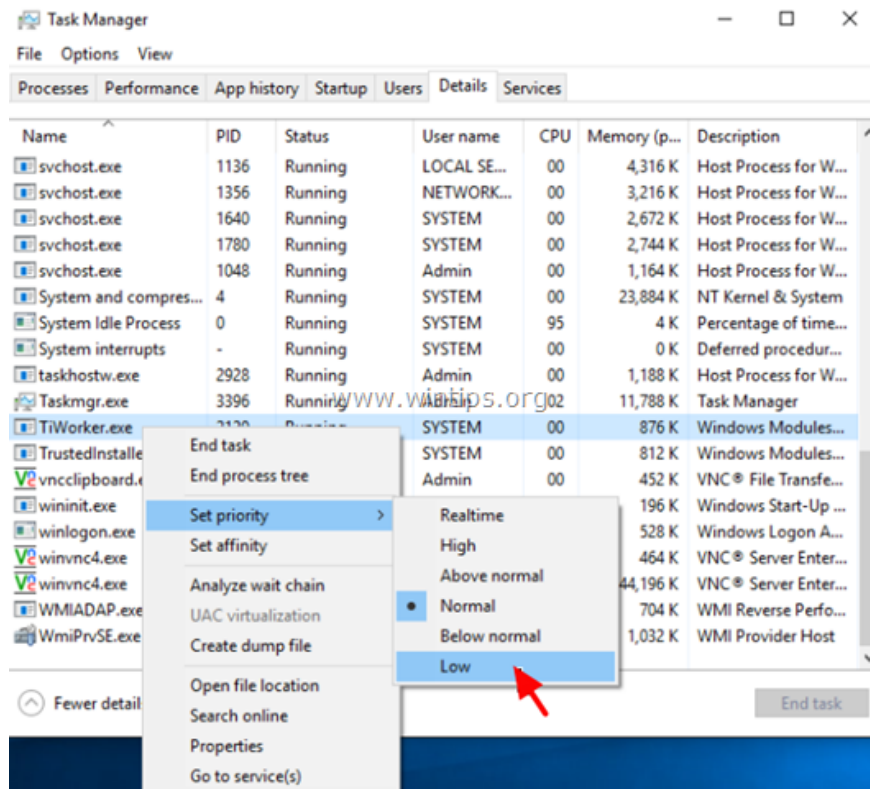 Task Manager
File Options View
Processes Performance App history Startup Users Details Services
Name PID Status User name CPU Memory (p... Description
svchost.exe 1136 Running LOCAL SE... 00 4,316 K Host Process for W...
svchost.exe 1356 Running NETWORK... 00 3,216 K Host Process for W...
svchost.exe 1640 Running SYSTEM 00 2,672 K Host Process for W...
svchost.exe 1780 Running SYSTEM 00 2,744 K Host Process for W...
svchost.exe 1048 Running Admin 00 1,164 K Host Process for W...
System and compres... 4 Running SYSTEM 00 23,884 K NT Kernel & System
System Idle Process 0 Running SYSTEM 95 4 K Percentage of time...
System interrupts - Running SYSTEM 00 0 K Deferred procedur...
taskhostw.exe 2928 Running Admin 00 1,188 K Host Process for W...
www.wintips.org
Taskmgr.exe 3396 Running Admin 02 11,788 K Task Manager
TiWorker.exe SYSTEM 00 876 K Windows Modules...
TrustedInstalle SYSTEM 00 812 K Windows Modules...
vncclipboard.e Admin 00 452 K VNC® File Transfe...
wininit.exe 196 K Windows Start-Up ...
winlogon.exe 528 K Windows Logon A...
winvnc4.exe 464 K VNC® Server Enter...
winvnc4.exe 44,196 K VNC® Server Enter...
WMIADAP.exe 704 K WMI Reverse Perfo...
WmiPrvSE.exe 1,032 K WMI Provider Host
End task
End process tree
Set priority
Set affinity
Analyze wait chain
UAC virtualization
Create dump file
Open file location
Search online
Properties
Go to service(s)
Realtime
High
Above normal
Normal
Below normal
Low
Fewer detail
End task